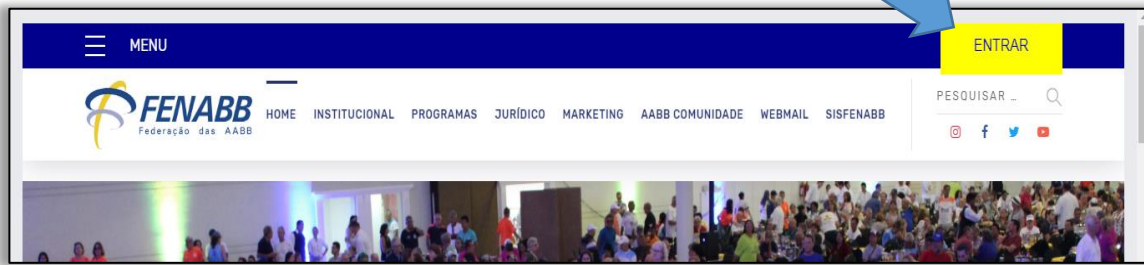 MENU
ENTRAR
FENABB
Federação das AABB
HOME INSTITUCIONAL PROGRAMAS JURÍDICO MARKETING AABB COMUNIDADE WEBMAIL SISFENABB
PESQUISAR ...